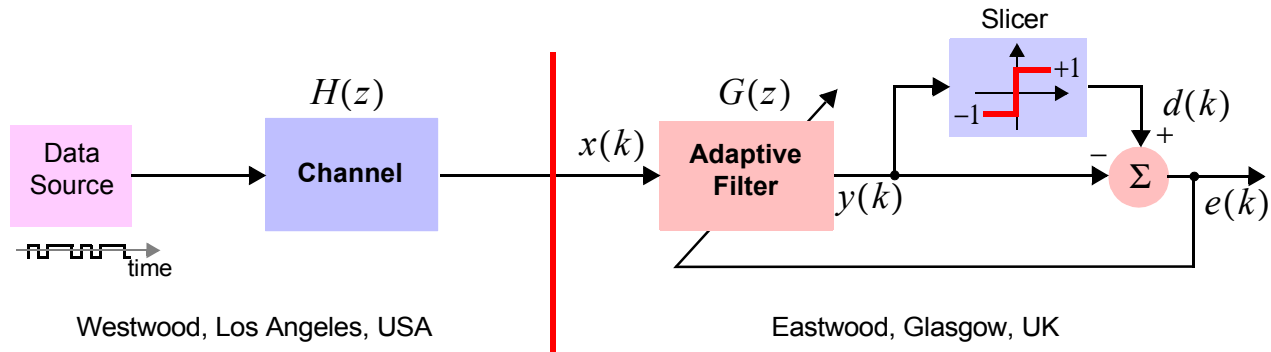 Slicer
+1
−1
H(z)
G(z)
d(k)
Data
Source
Channel
x(k)
Adaptive
Filter
y(k)
+
−
Σ
e(k)
time
Westwood, Los Angeles, USA
Eastwood, Glasgow, UK